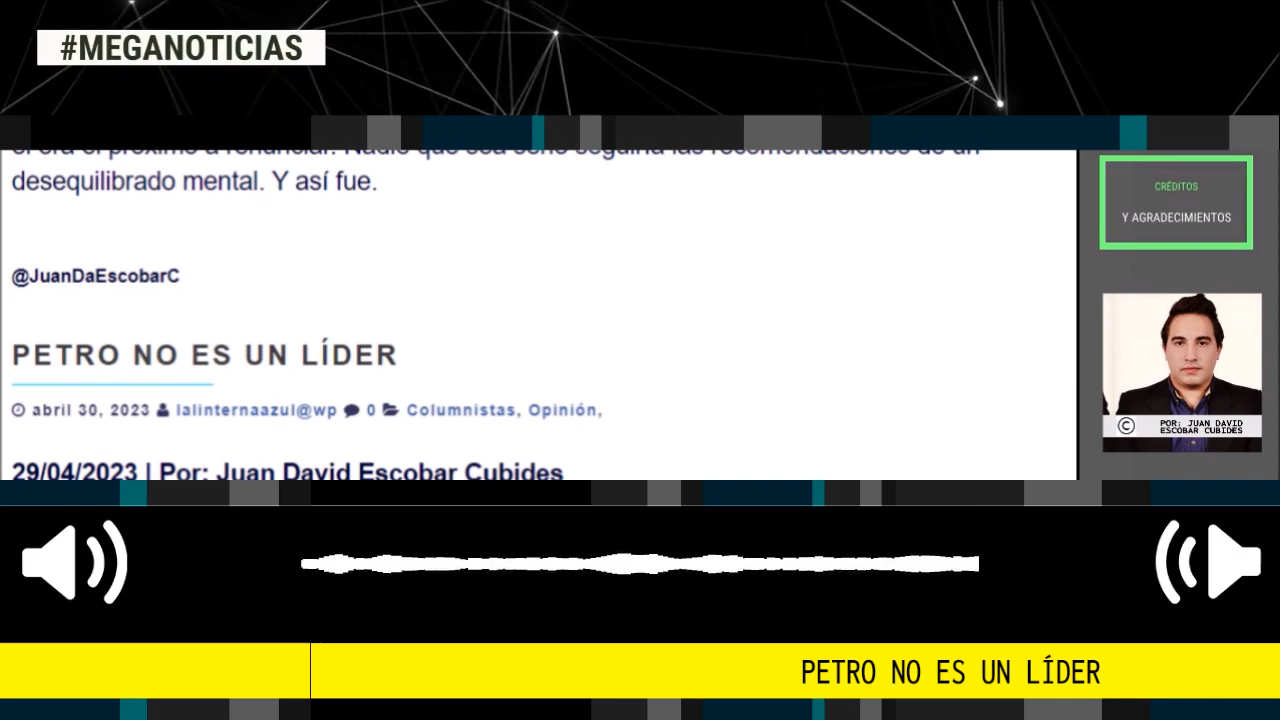 #MEGANOTICIAS
desequilibrado mental. Y así fue.
@JuanDaEscobarC
PETRO NO ES UN LÍDER
abril 30, 2023 lalinternaazul@wp 0 Columnistas, Opinión,
29/04/2023 | Por: Juan David Escobar Cubides
CRÉDITOS
Y AGRADECIMIENTOS
© POR: JUAN DAVID
ESCOBAR CUBIDES
PETRO NO ES UN LÍDER